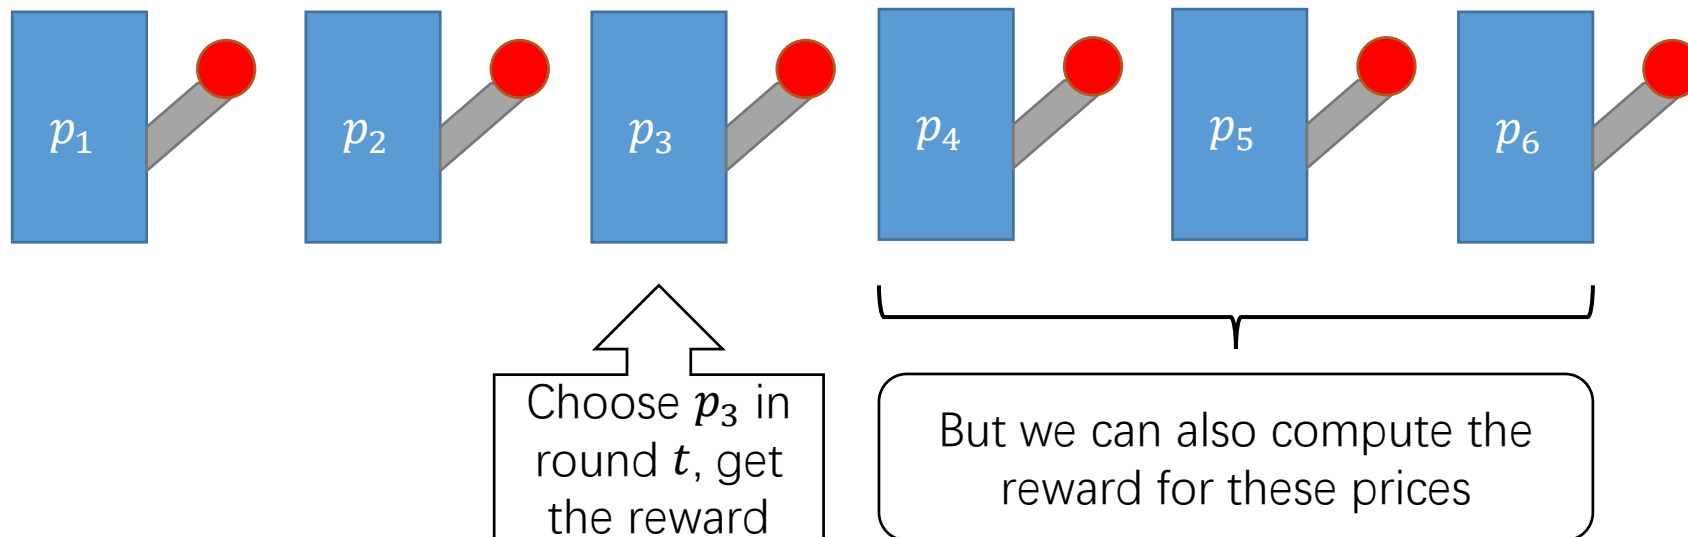 p₁ p₂ p₃ p₄ p₅ p₆
Choose p₃ in
round t, get
the reward
But we can also compute the
reward for these prices